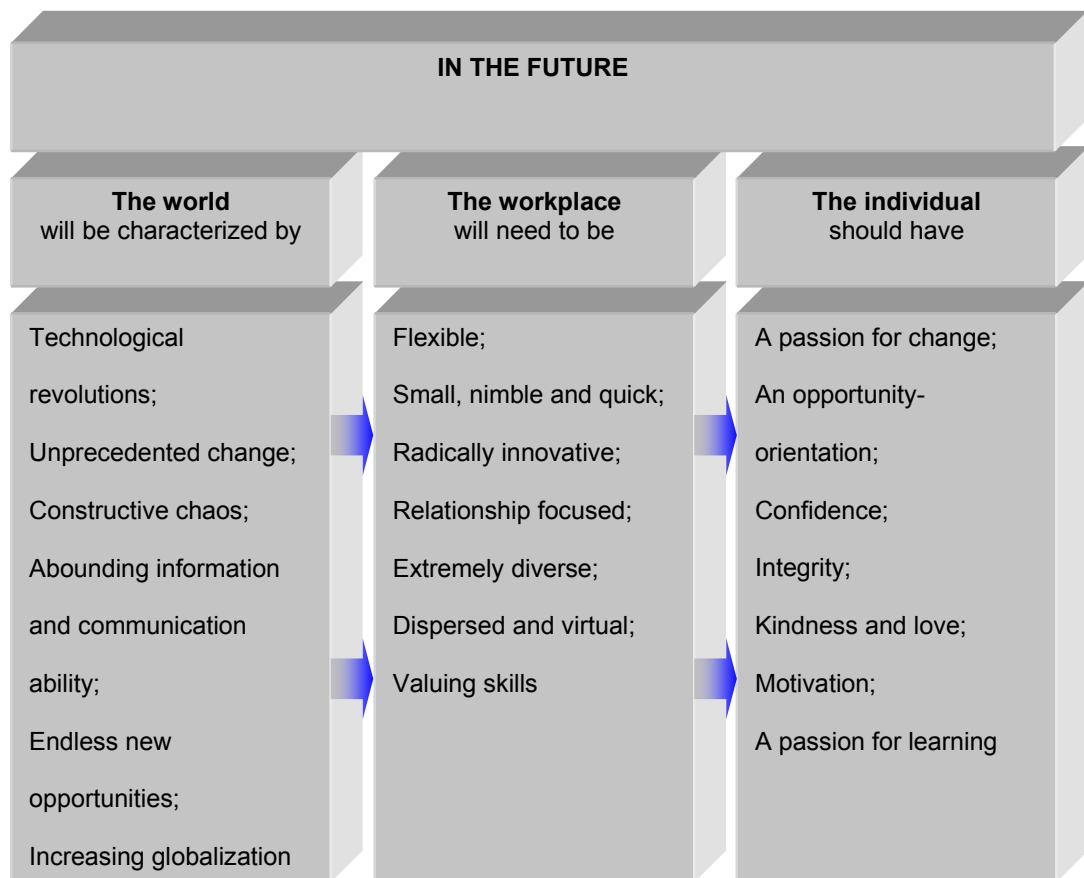 IN THE FUTURE
The world
will be characterized by
The workplace
will need to be
The individual
should have
Technological
revolutions;
Unprecedented change;
Constructive chaos;
Abounding information
and communication
ability;
Endless new
opportunities;
Increasing globalization
Flexible;
Small, nimble and quick;
Radically innovative;
Relationship focused;
Extremely diverse;
Dispersed and virtual;
Valuing skills
A passion for change;
An opportunity-
orientation;
Confidence;
Integrity;
Kindness and love;
Motivation;
A passion for learning